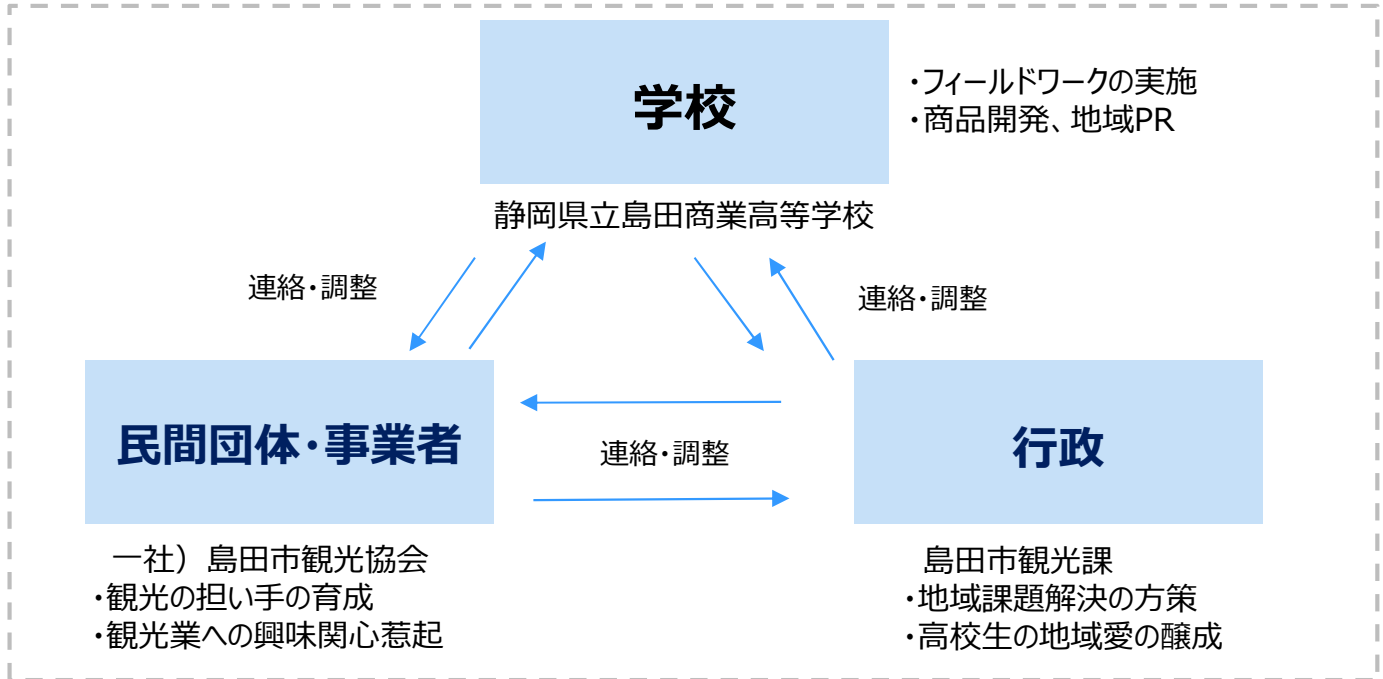 学校
・フィールドワークの実施
・商品開発、地域PR
静岡県立島田商業高等学校
連絡・調整
連絡・調整
民間団体・事業者
連絡・調整
行政
一社）島田市観光協会
・観光の担い手の育成
・観光業への興味関心惹起
島田市観光課
・地域課題解決の方策
・高校生の地域愛の醸成